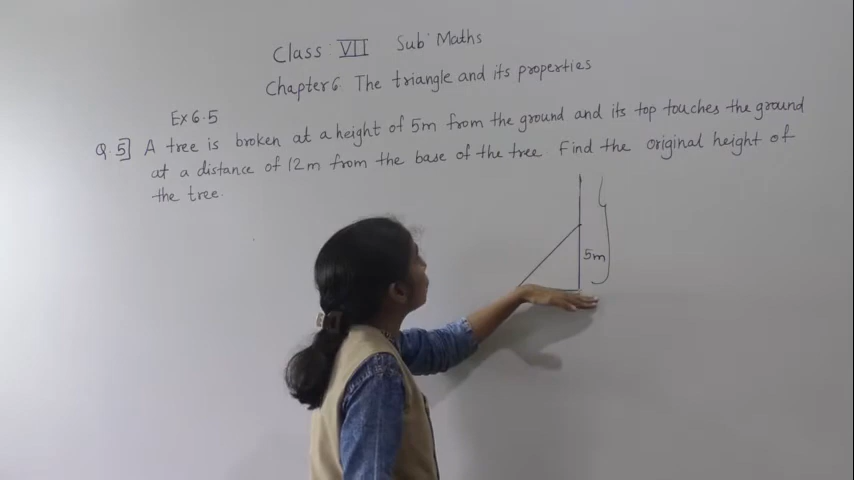 Class VII Sub: Maths
Chapter 6 The triangle and its properties
Ex 6.5
Q.5] A tree is broken at a height of 5m from the ground and its top touches the ground
at a distance of 12m from the base of the tree. Find the original height of
the tree.
5m